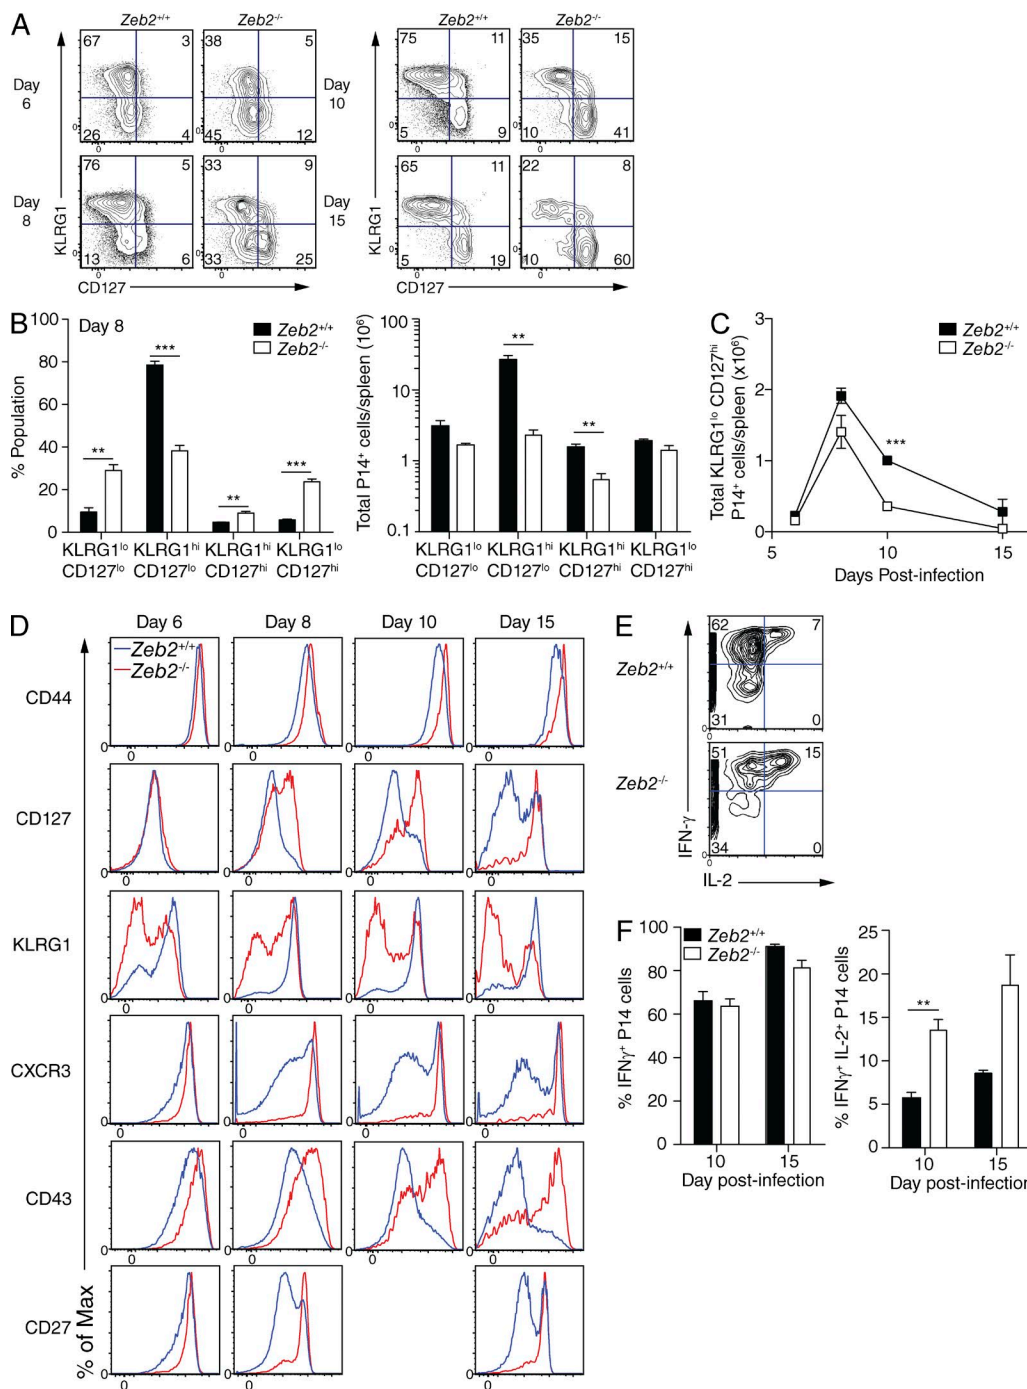 A
Zeb2+/+ Zeb2-/- Zeb2+/+ Zeb2-/-
67 3 38 5 75 11 35 15
Day 6
Day 10
26 4 45 12 5 9 10 41
76 5 33 9 65 11 22 8
Day 8
Day 15
13 6 33 25 5 19 10 60
KLRG1
CD127
KLRG1
CD127
B
Day 8
Zeb2+/+
Zeb2-/-
% Population
100
80
60
40
20
0
** *** ** ***
KLRG1lo KLRG1hi KLRG1hi KLRG1lo
CD127lo CD127lo CD127hi CD127hi
Total P14+ cells/spleen (10⁶)
100
10
1
0.1
** **
KLRG1lo KLRG1hi KLRG1hi KLRG1lo
CD127lo CD127lo CD127hi CD127hi
C
Zeb2+/+
Zeb2-/-
Total KLRG1lo CD127hi
P14+ cells/spleen (x10⁶)
3
2
1
0
***
5 10 15
Days Post-infection
D
Day 6 Day 8 Day 10 Day 15
Zeb2+/+
Zeb2-/-
CD44
CD127
KLRG1
CXCR3
CD43
CD27
% of Max
E
Zeb2+/+
62 7
31 0
Zeb2-/-
51 15
34 0
IFN-γ
IL-2
F
Zeb2+/+
Zeb2-/-
% IFNγ+ P14 cells
100
80
60
40
20
0
10 15
Day post-infection
% IFNγ+ IL-2+ P14 cells
25
20
15
10
5
0
**
10 15
Day post-infection